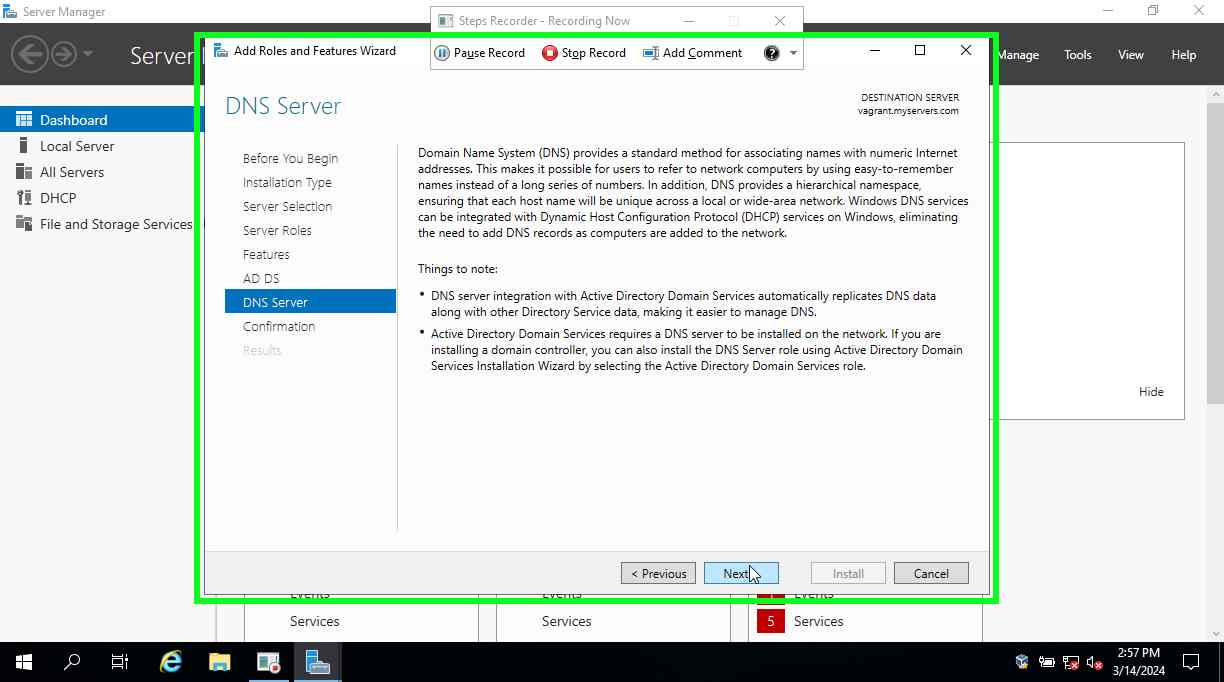 Server Manager
Steps Recorder - Recording Now
Pause Record
Stop Record
Add Comment
Server
Manage
Tools
View
Help
Add Roles and Features Wizard
DNS Server
DESTINATION SERVER
vagrant.myservers.com
Dashboard
Local Server
All Servers
DHCP
File and Storage Services
Before You Begin
Installation Type
Server Selection
Server Roles
Features
AD DS
DNS Server
Confirmation
Results
Domain Name System (DNS) provides a standard method for associating names with numeric Internet
addresses. This makes it possible for users to refer to network computers by using easy-to-remember
names instead of a long series of numbers. In addition, DNS provides a hierarchical namespace,
ensuring that each host name will be unique across a local or wide-area network. Windows DNS services
can be integrated with Dynamic Host Configuration Protocol (DHCP) services on Windows, eliminating
the need to add DNS records as computers are added to the network.
Things to note:
• DNS server integration with Active Directory Domain Services automatically replicates DNS data
along with other Directory Service data, making it easier to manage DNS.
• Active Directory Domain Services requires a DNS server to be installed on the network. If you are
installing a domain controller, you can also install the DNS Server role using Active Directory Domain
Services Installation Wizard by selecting the Active Directory Domain Services role.
Hide
< Previous
Next
Install
Cancel
Events
Events
Events
Services
Services
5 Services
2:57 PM
3/14/2024